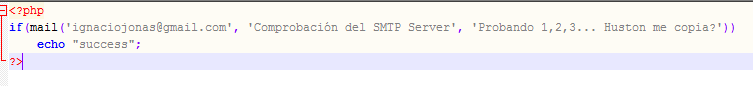 <?php
if(mail('ignaciojonas@gmail.com', 'Comprobación del SMTP Server', 'Probando 1,2,3... Huston me copia?'))
echo "success";
?>